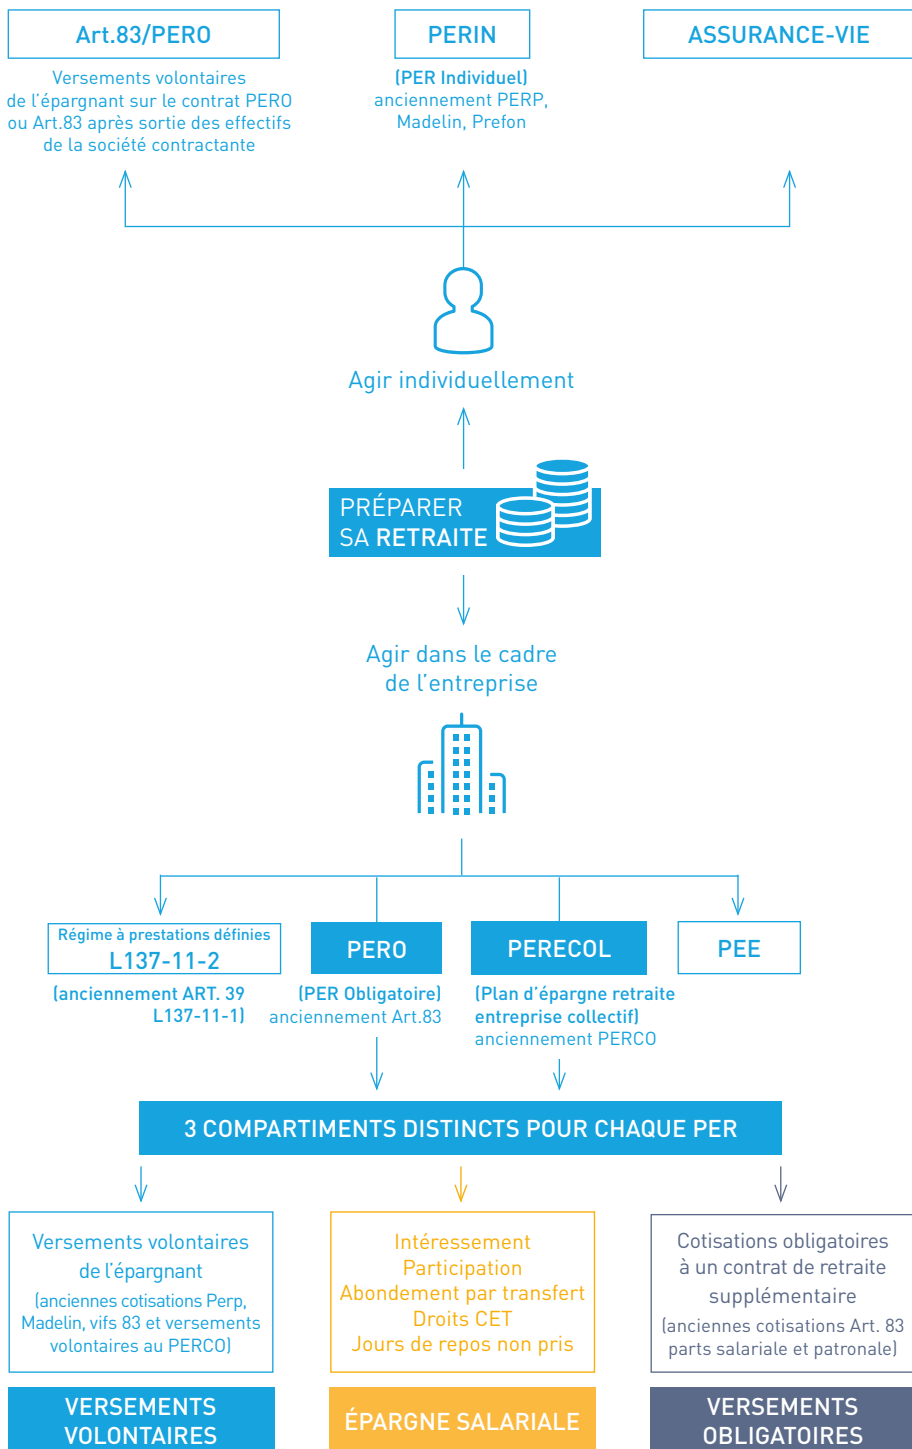 Art.83/PERO
Versements volontaires
de l'épargnant sur le contrat PERO
ou Art.83 après sortie des effectifs
de la société contractante
PERIN
(PER Individuel)
anciennement PERP,
Madelin, Prefon
ASSURANCE-VIE
Agir individuellement
PRÉPARER
SA RETRAITE
Agir dans le cadre
de l'entreprise
Régime à prestations définies
L137-11-2
(anciennement ART. 39
L137-11-1)
PERO
(PER Obligatoire)
anciennement Art.83
PERECOL
(Plan d'épargne retraite
entreprise collectif)
anciennement PERCO
PEE
3 COMPARTIMENTS DISTINCTS POUR CHAQUE PER
Versements volontaires
de l'épargnant
(anciennes cotisations Perp,
Madelin, vifs 83 et versements
volontaires au PERCO)
VERSEMENTS
VOLONTAIRES
Intéressement
Participation
Abondement par transfert
Droits CET
Jours de repos non pris
ÉPARGNE SALARIALE
Cotisations obligatoires
à un contrat de retraite
supplémentaire
(anciennes cotisations Art. 83
parts salariale et patronale)
VERSEMENTS
OBLIGATOIRES